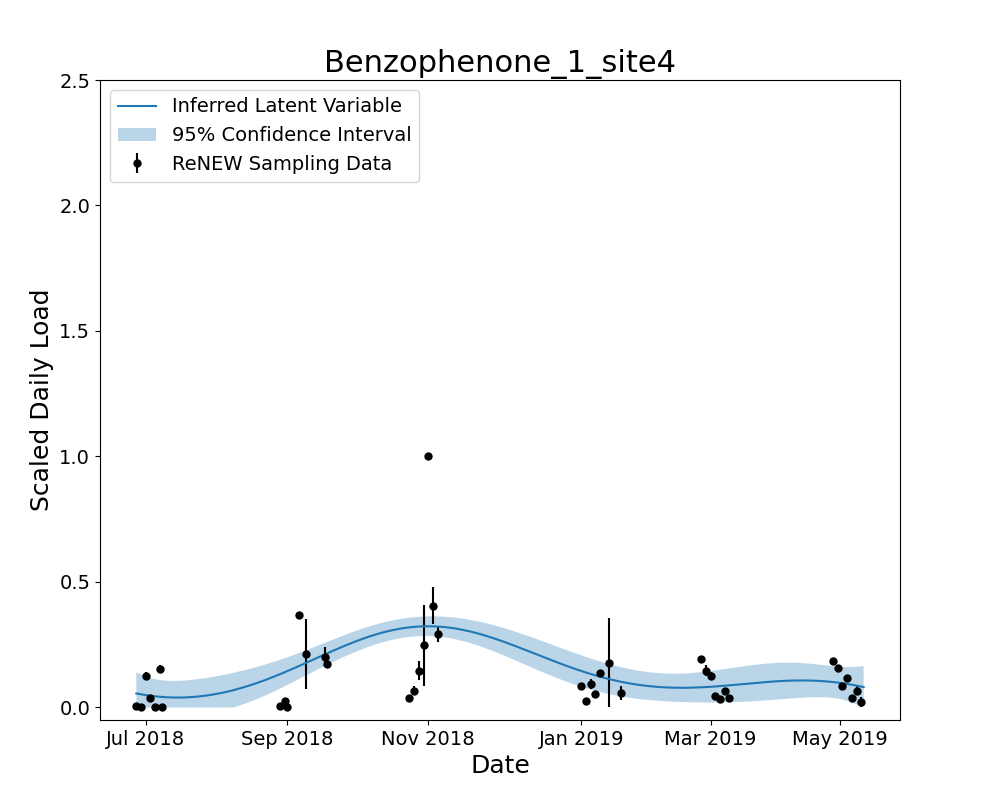 Benzophenone_1_site4
Inferred Latent Variable
95% Confidence Interval
ReNEW Sampling Data
2.5
2.0
1.5
1.0
0.5
0.0
Scaled Daily Load
Jul 2018 Sep 2018 Nov 2018 Jan 2019 Mar 2019 May 2019
Date